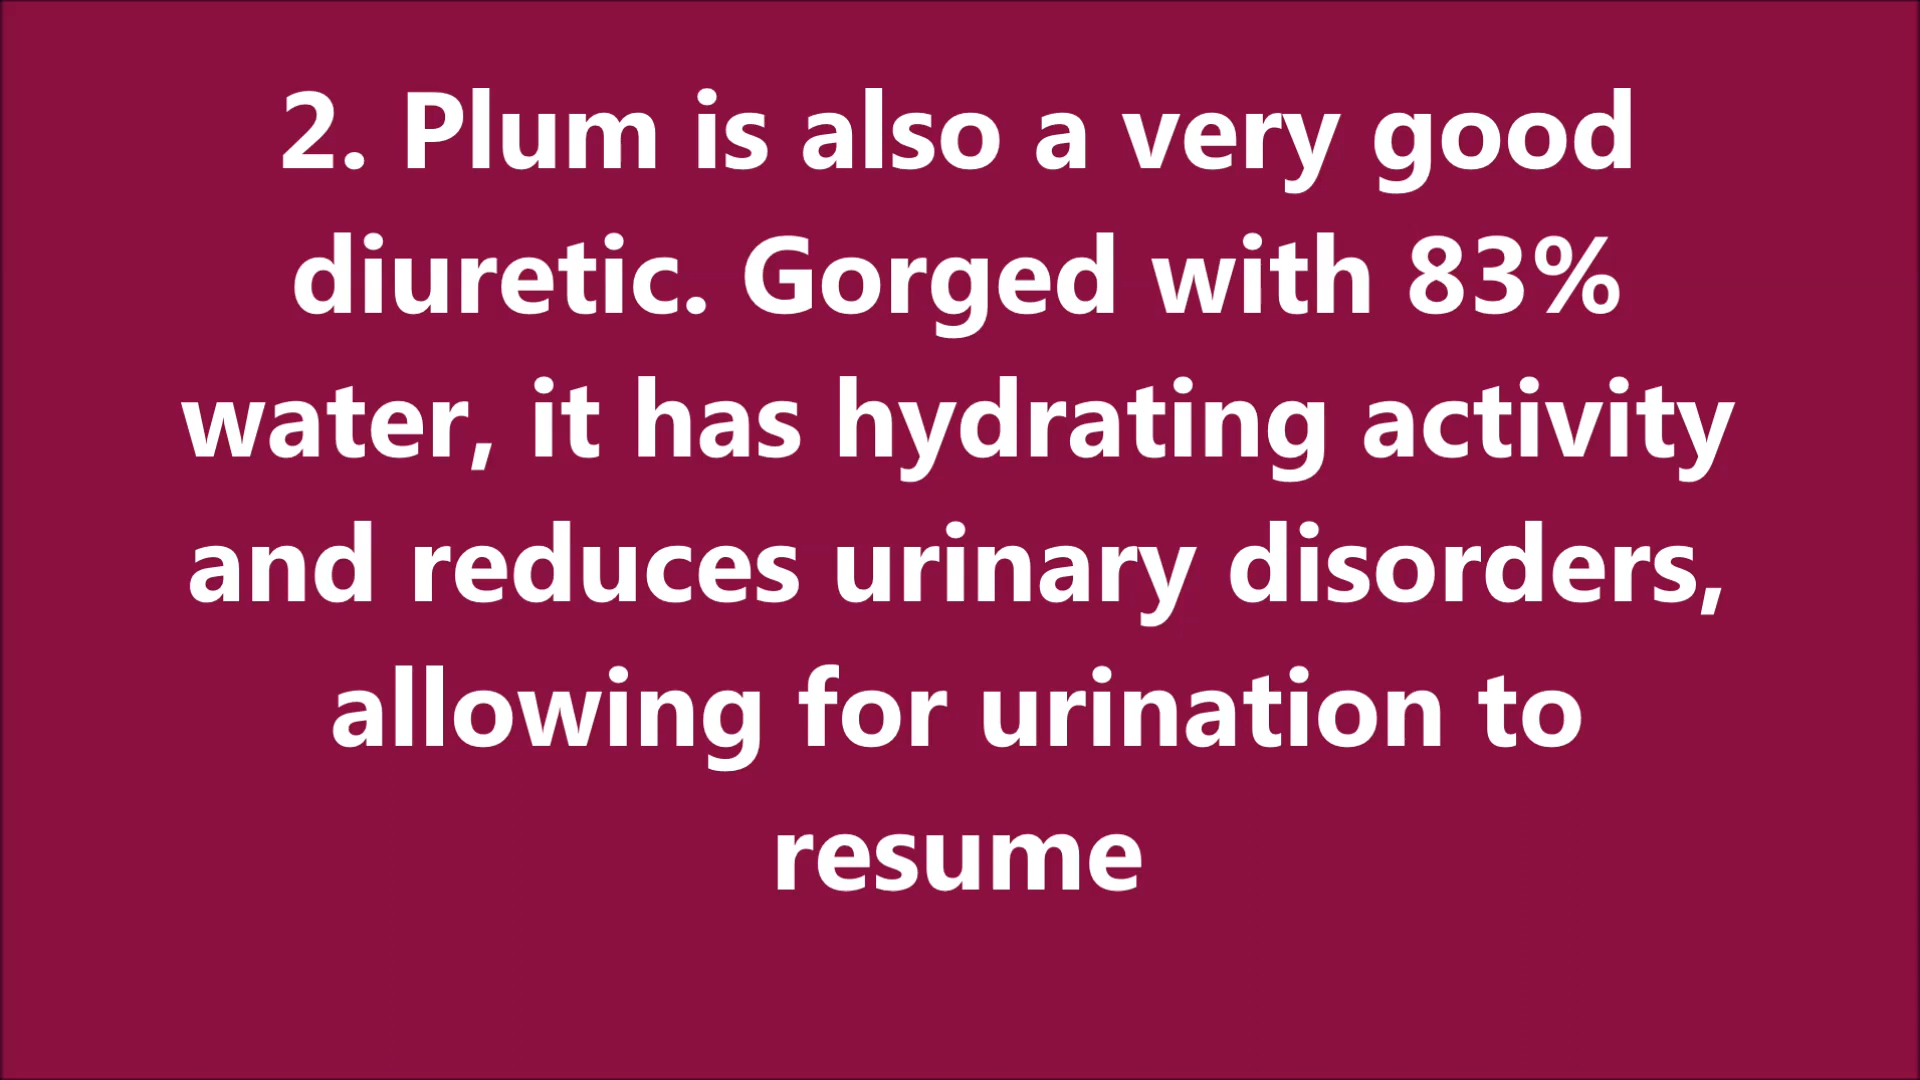 2. Plum is also a very good
diuretic. Gorged with 83%
water, it has hydrating activity
and reduces urinary disorders,
allowing for urination to
resume